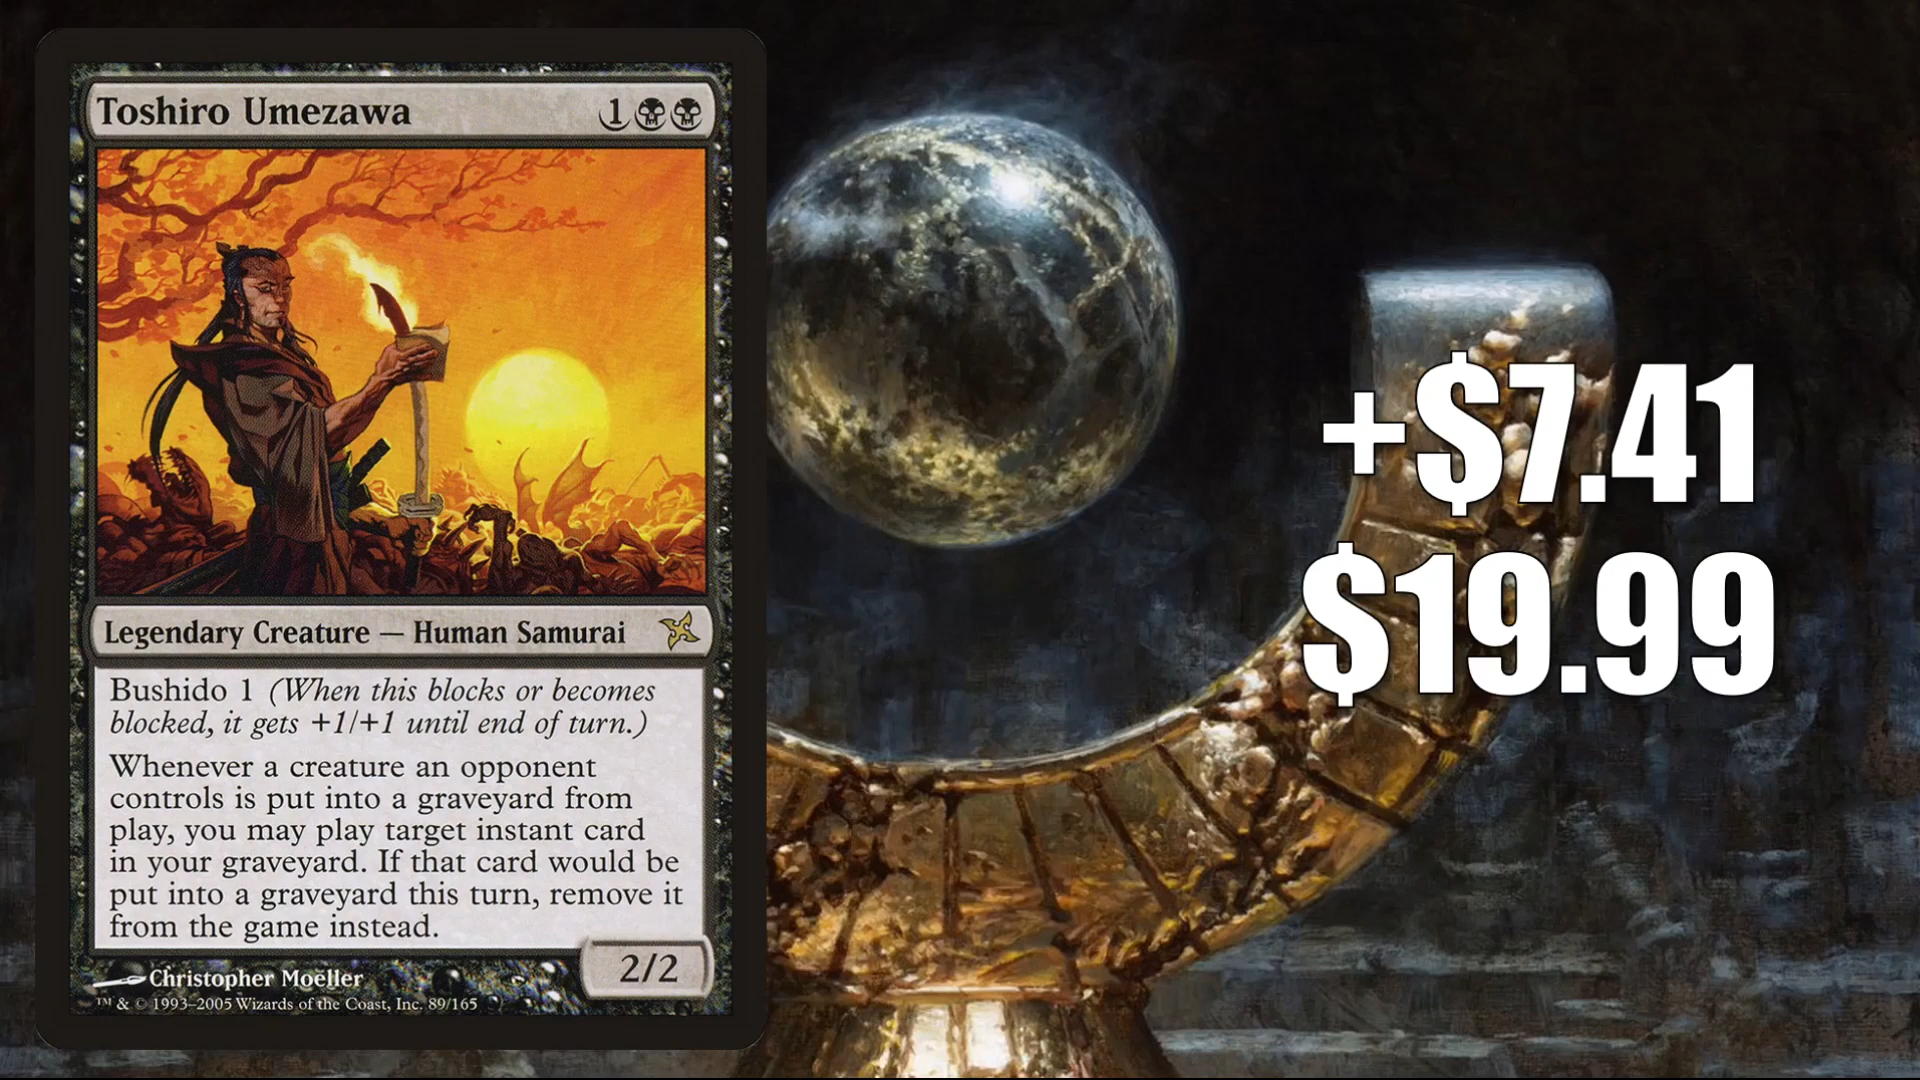 Toshiro Umezawa 1
Legendary Creature — Human Samurai
Bushido 1 (When this blocks or becomes
blocked, it gets +1/+1 until end of turn.)
Whenever a creature an opponent
controls is put into a graveyard from
play, you may play target instant card
in your graveyard. If that card would be
put into a graveyard this turn, remove it
from the game instead.
2/2
Christopher Moeller
™ & © 1993–2005 Wizards of the Coast, Inc. 89/165
+$7.41
$19.99